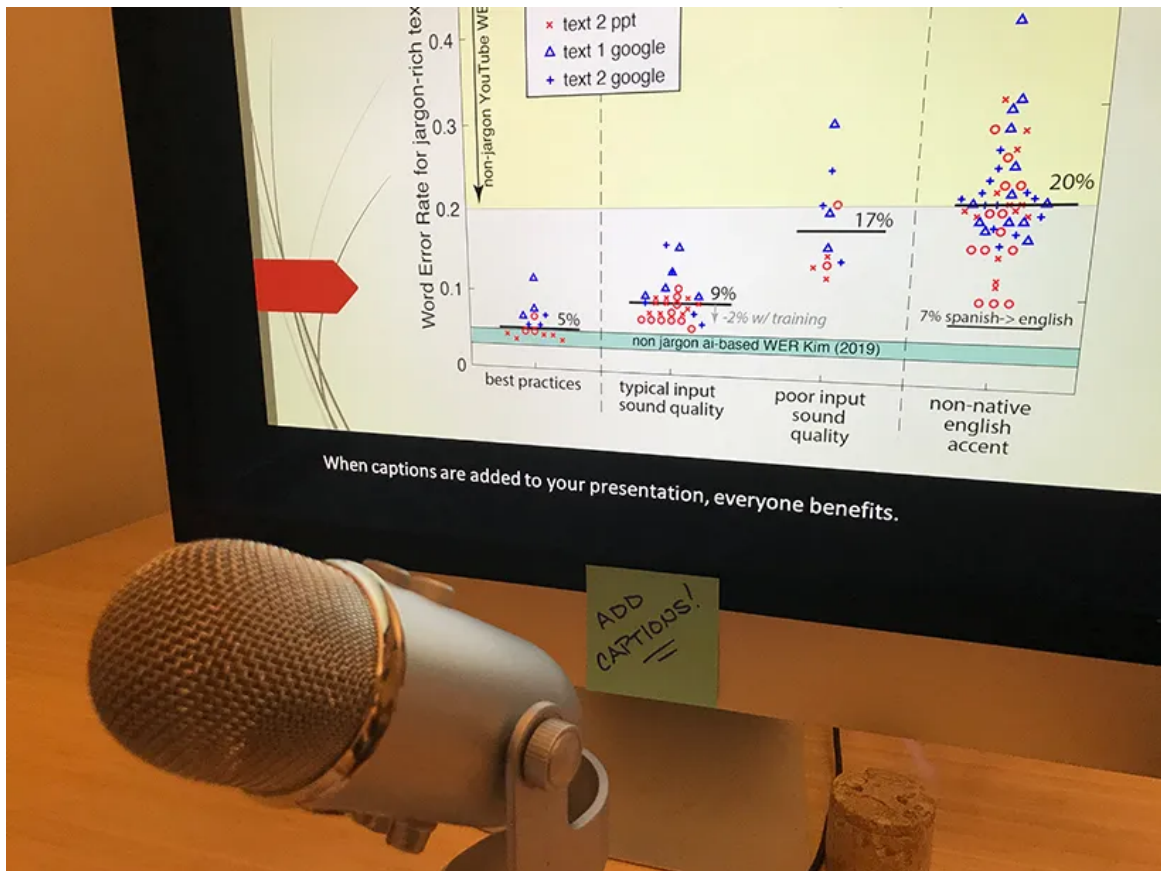 Word Error Rate for jargon-rich tex
non-jargon YouTube WE
× text 2 ppt
△ text 1 google
+ text 2 google
0.4
0.3
0.2
0.1
0
5%
9%
-2% w/ training
17%
20%
7% spanish-> english
non jargon ai-based WER Kim (2019)
best practices
typical input
sound quality
poor input
sound
quality
non-native
english
accent
When captions are added to your presentation, everyone benefits.
ADD
CAPTIONS!